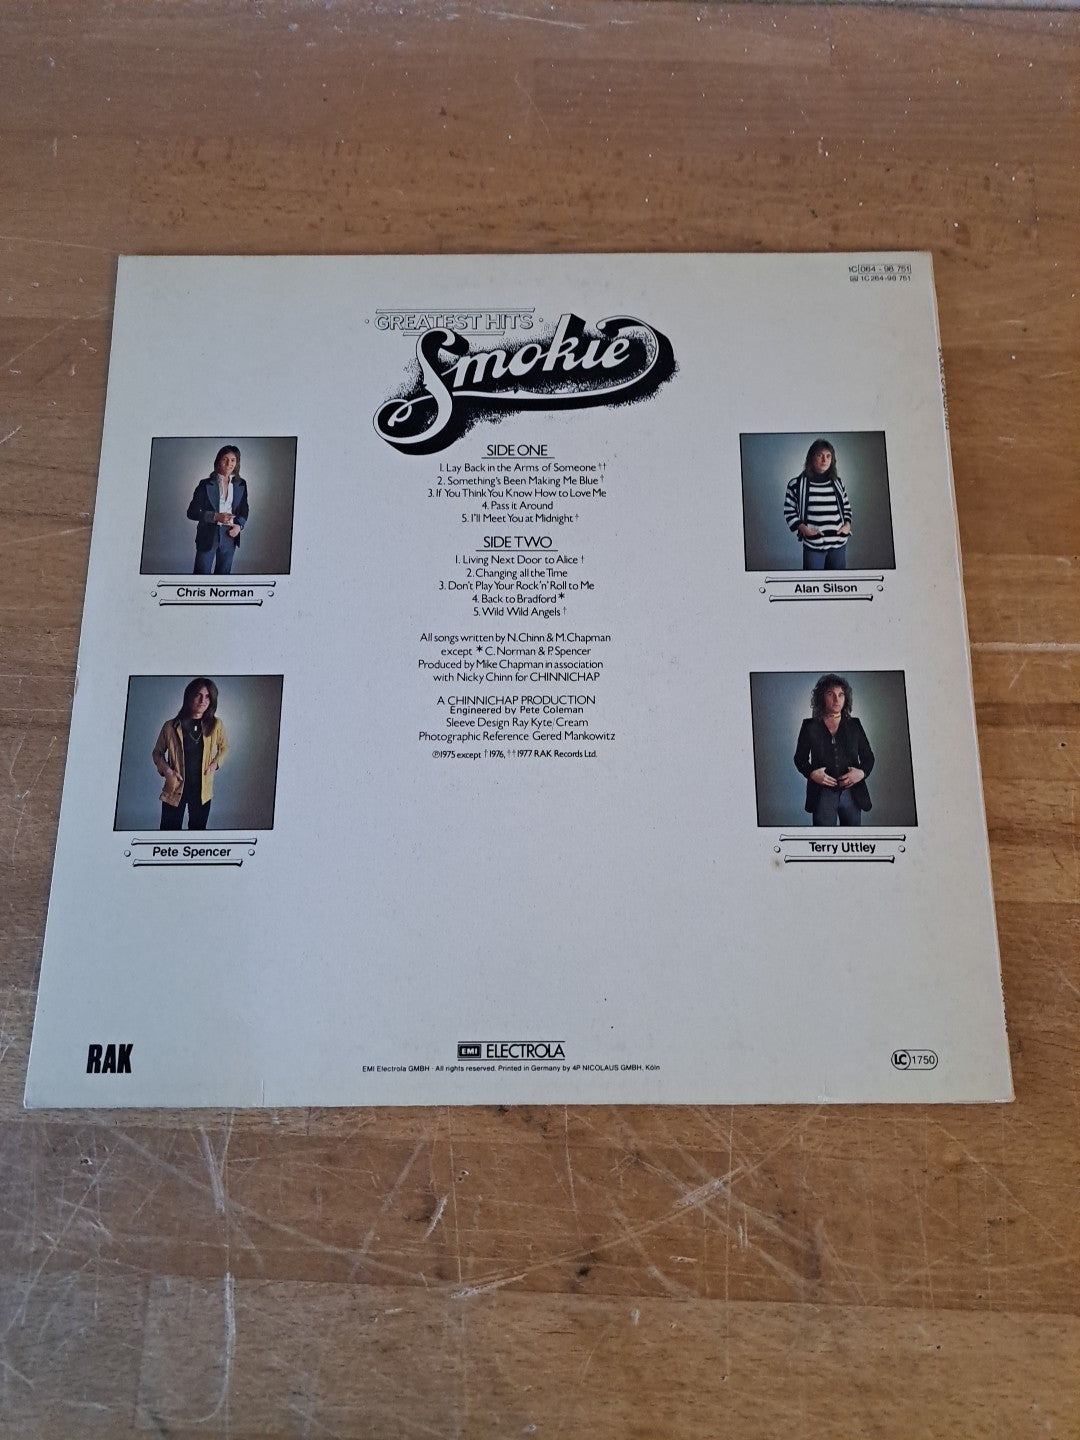 1C 064 - 98 751
1C 264-98 751
GREATEST HITS
Smokie
SIDE ONE
1. Lay Back in the Arms of Someone ††
2. Something's Been Making Me Blue †
3. If You Think You Know How to Love Me
4. Pass it Around
5. I'll Meet You at Midnight †
SIDE TWO
1. Living Next Door to Alice †
2. Changing all the Time
3. Don't Play Your Rock 'n' Roll to Me
4. Back to Bradford *
5. Wild Wild Angels †
Chris Norman
Alan Silson
All songs written by N. Chinn & M. Chapman
except * C. Norman & P. Spencer
Produced by Mike Chapman in association
with Nicky Chinn for CHINNICHAP
A CHINNICHAP PRODUCTION
Engineered by Pete Coleman
Sleeve Design Ray Kyte/Cream
Photographic Reference Gered Mankowitz
℗1975 except † 1976, †† 1977 RAK Records Ltd.
Pete Spencer
Terry Uttley
RAK
EMI ELECTROLA
EMI Electrola GMBH · All rights reserved. Printed in Germany by 4P NICOLAUS GMBH, Köln
LC 1750